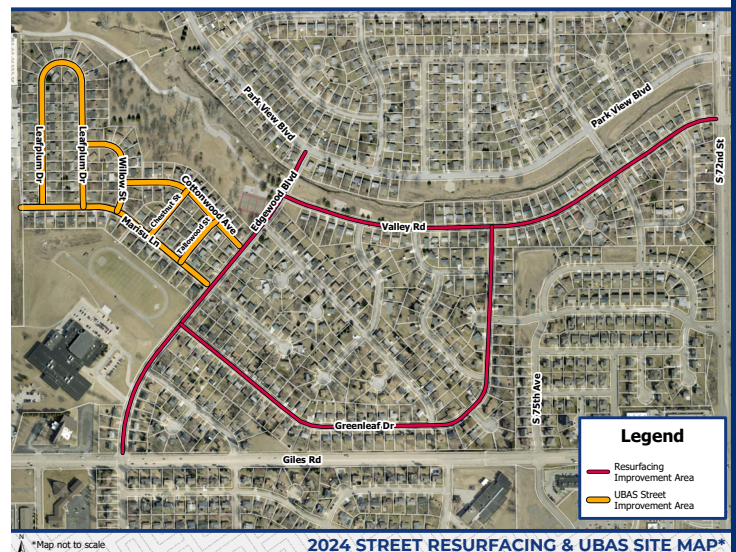 Park View Blvd
Park View Blvd
S 72nd St
Leafplum Dr
Leafplum Dr
Willow St
Cottonwood Ave
Chestnut St
Tallowood St
Edgewood Blvd
Marisu Ln
Valley Rd
S 75th Ave
Greenleaf Dr
Giles Rd
Legend
Resurfacing
Improvement Area
UBAS Street
Improvement Area
N
*Map not to scale
2024 STREET RESURFACING & UBAS SITE MAP*